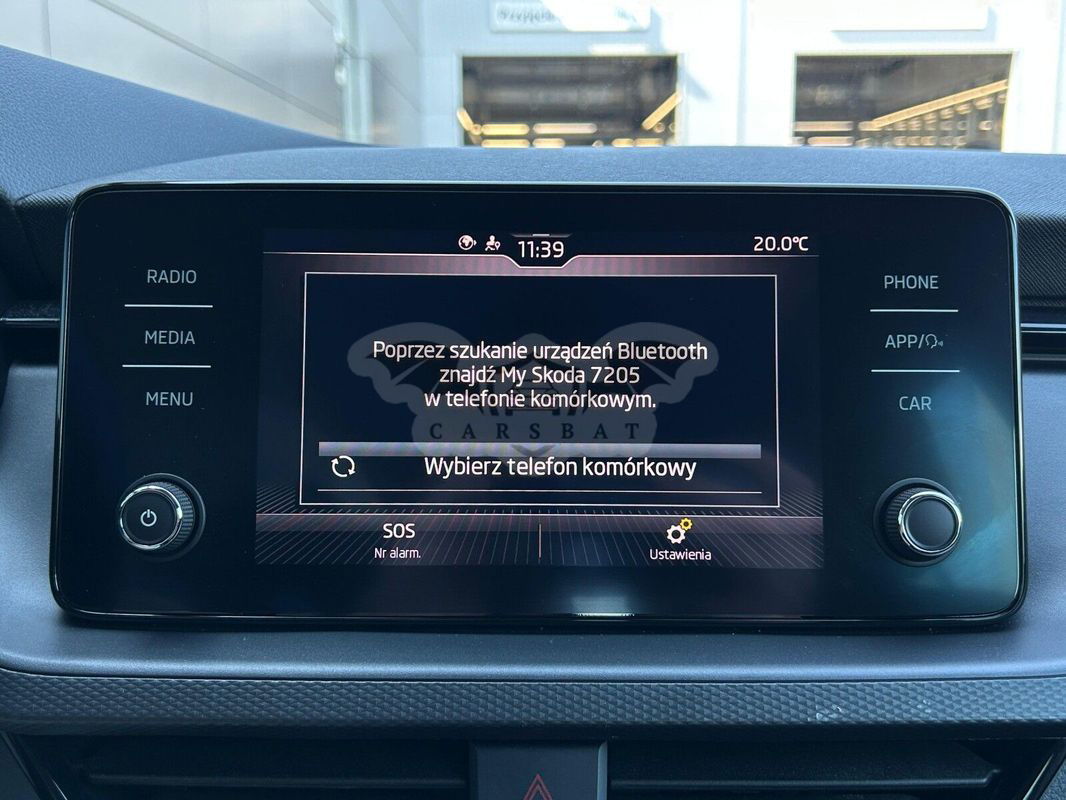 RADIO
MEDIA
MENU
11:39
20.0°C
Poprzez szukanie urządzeń Bluetooth
znajdź My Skoda 7205
w telefonie komórkowym.
CARSBAT
Wybierz telefon komórkowy
SOS
Nr alarm.
Ustawienia
PHONE
APP/
CAR